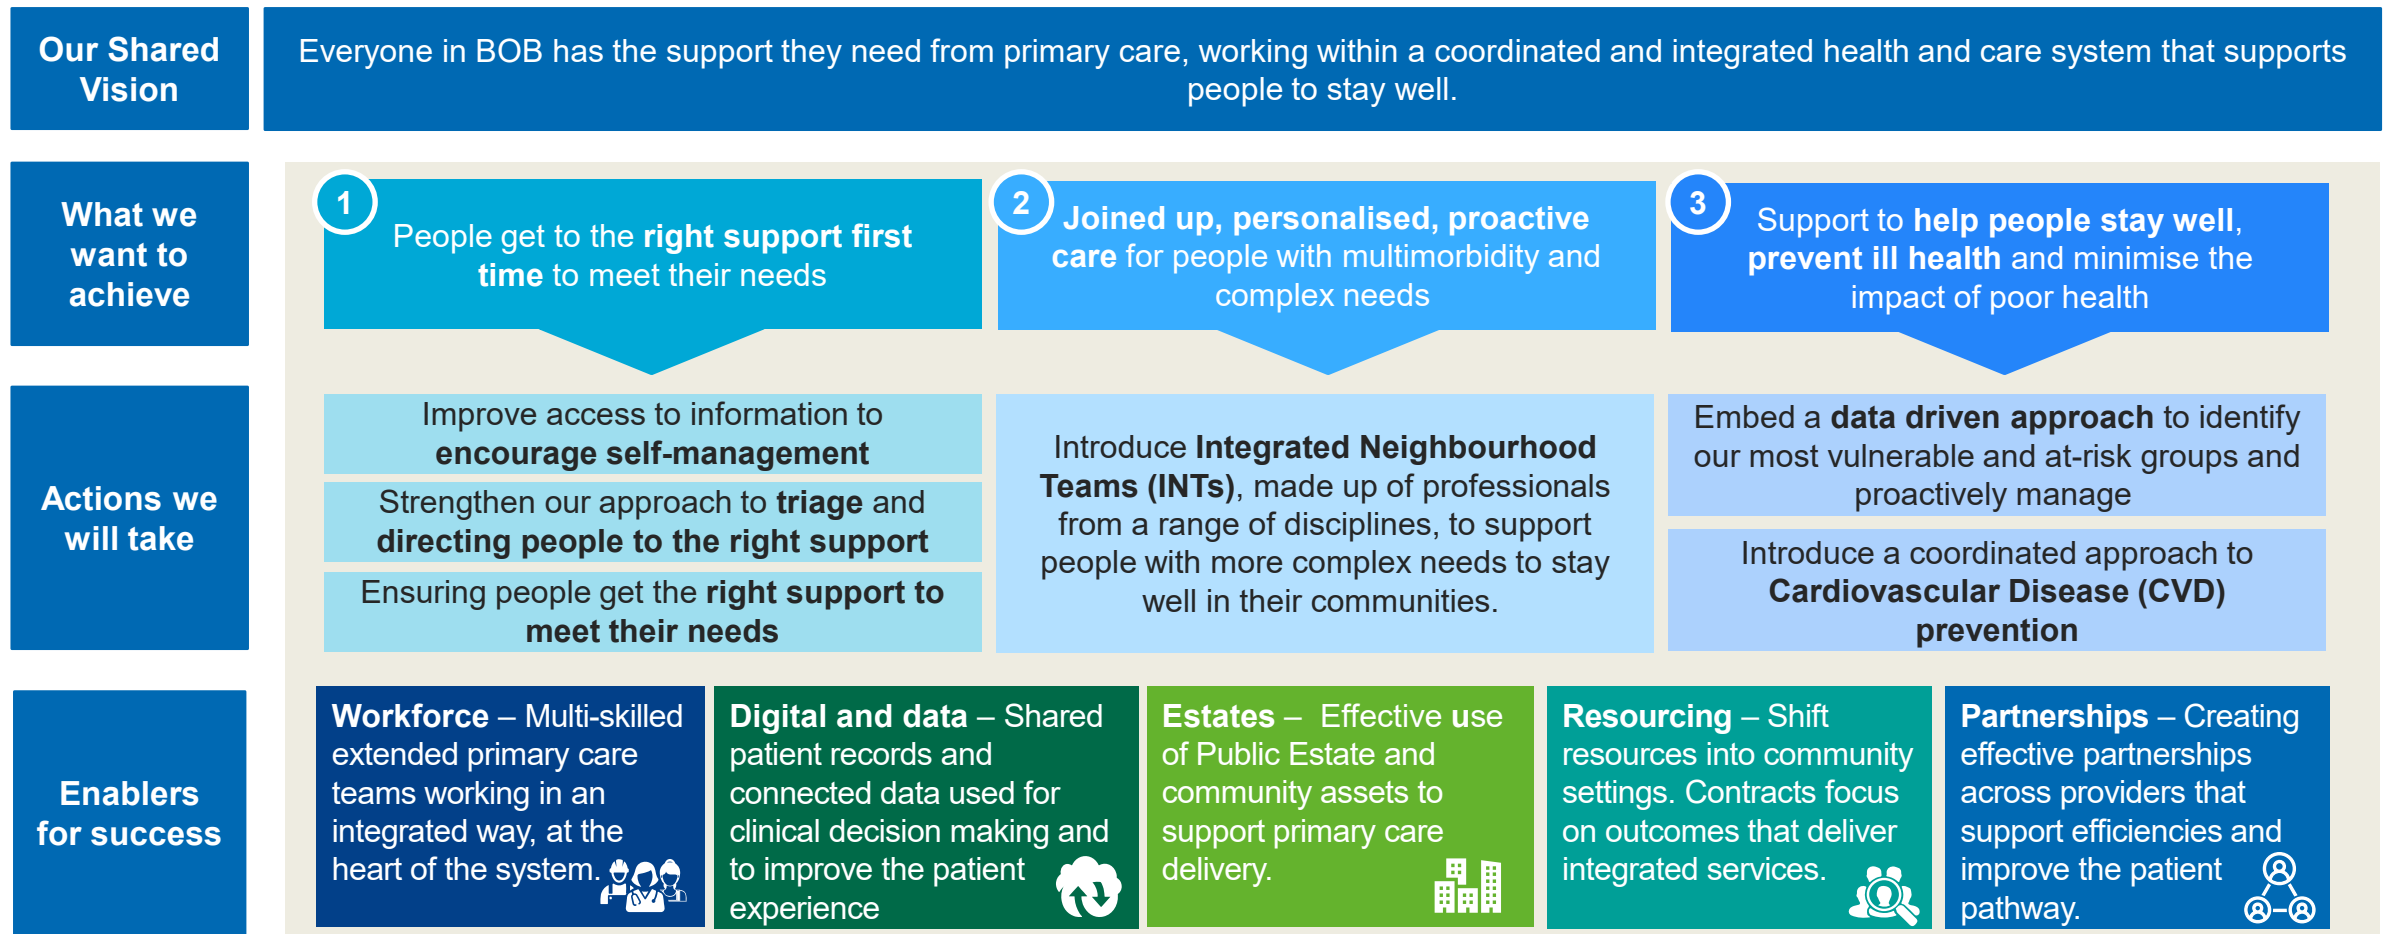 Our Shared
Vision
Everyone in BOB has the support they need from primary care, working within a coordinated and integrated health and care system that supports
people to stay well.
What we
want to
achieve
1
People get to the right support first
time to meet their needs
2
Joined up, personalised, proactive
care for people with multimorbidity and
complex needs
3
Support to help people stay well,
prevent ill health and minimise the
impact of poor health
Actions we
will take
Improve access to information to
encourage self-management
Strengthen our approach to triage and
directing people to the right support
Ensuring people get the right support to
meet their needs
Introduce Integrated Neighbourhood
Teams (INTs), made up of professionals
from a range of disciplines, to support
people with more complex needs to stay
well in their communities.
Embed a data driven approach to identify
our most vulnerable and at-risk groups and
proactively manage
Introduce a coordinated approach to
Cardiovascular Disease (CVD)
prevention
Enablers
for success
Workforce – Multi-skilled
extended primary care
teams working in an
integrated way, at the
heart of the system.
Digital and data – Shared
patient records and
connected data used for
clinical decision making and
to improve the patient
experience
Estates – Effective use
of Public Estate and
community assets to
support primary care
delivery.
Resourcing – Shift
resources into community
settings. Contracts focus
on outcomes that deliver
integrated services.
Partnerships – Creating
effective partnerships
across providers that
support efficiencies and
improve the patient
pathway.